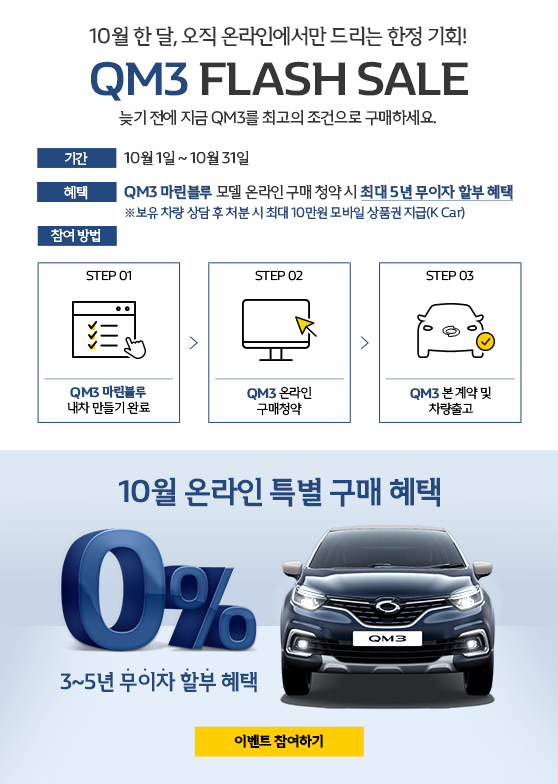 10월 한 달, 오직 온라인에서만 드리는 한정 기회!
QM3 FLASH SALE
늦기 전에 지금 QM3를 최고의 조건으로 구매하세요.
기간 10월 1일 ~ 10월 31일
혜택 QM3 마린블루 모델 온라인 구매 청약 시 최대 5년 무이자 할부 혜택
※보유 차량 상담 후 처분 시 최대 10만원 모바일 상품권 지급(K Car)
참여 방법
STEP 01
QM3 마린블루
내차 만들기 완료
STEP 02
QM3 온라인
구매청약
STEP 03
QM3 본 계약 및
차량출고
10월 온라인 특별 구매 혜택
0%
QM3
3~5년 무이자 할부 혜택
이벤트 참여하기